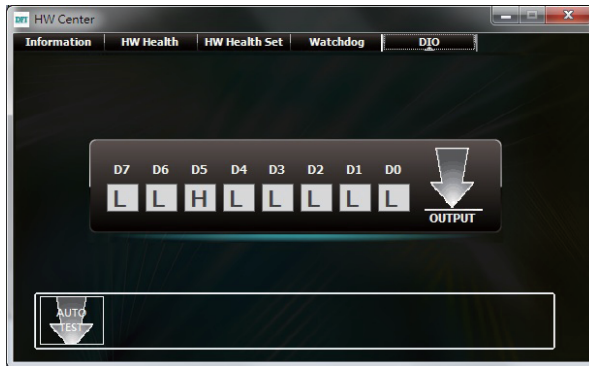 DFI HW Center
Information HW Health HW Health Set Watchdog DIO
D7 D6 D5 D4 D3 D2 D1 D0
L L H L L L L L
OUTPUT
AUTO
TEST